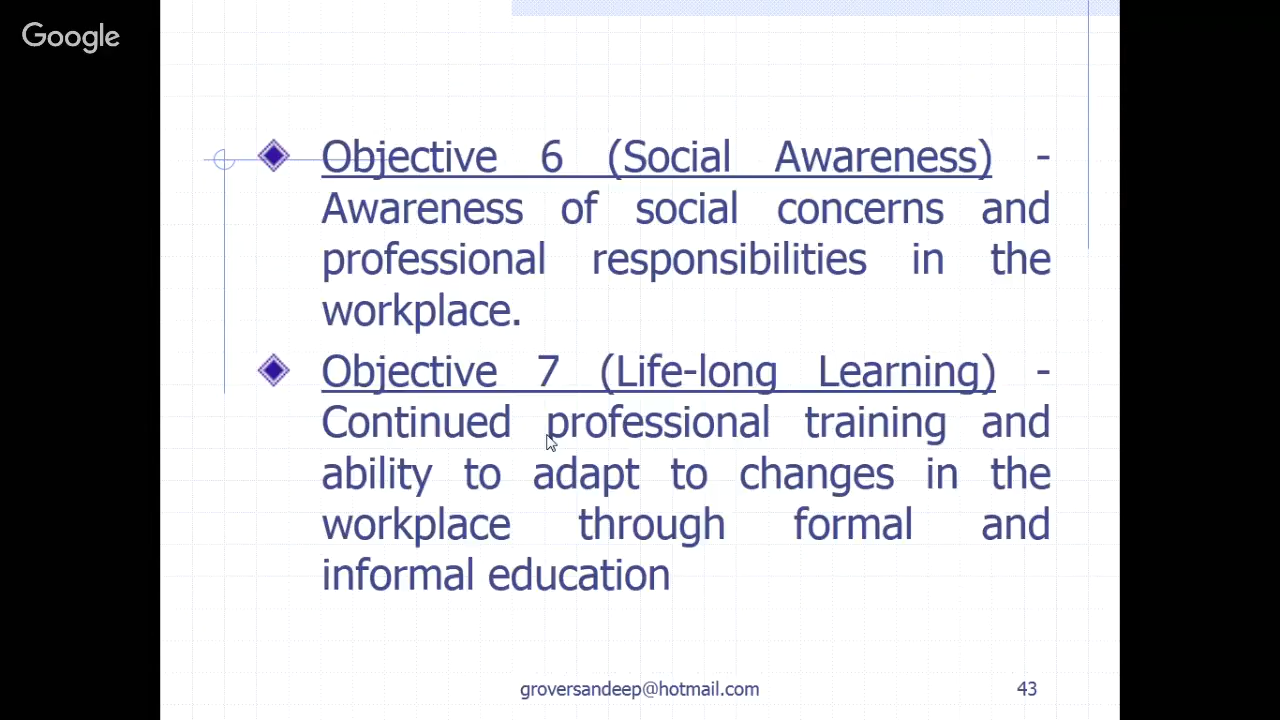 Google
Objective 6 (Social Awareness) -
Awareness of social concerns and
professional responsibilities in the
workplace.
Objective 7 (Life-long Learning) -
Continued professional training and
ability to adapt to changes in the
workplace through formal and
informal education
groversandeep@hotmail.com 43